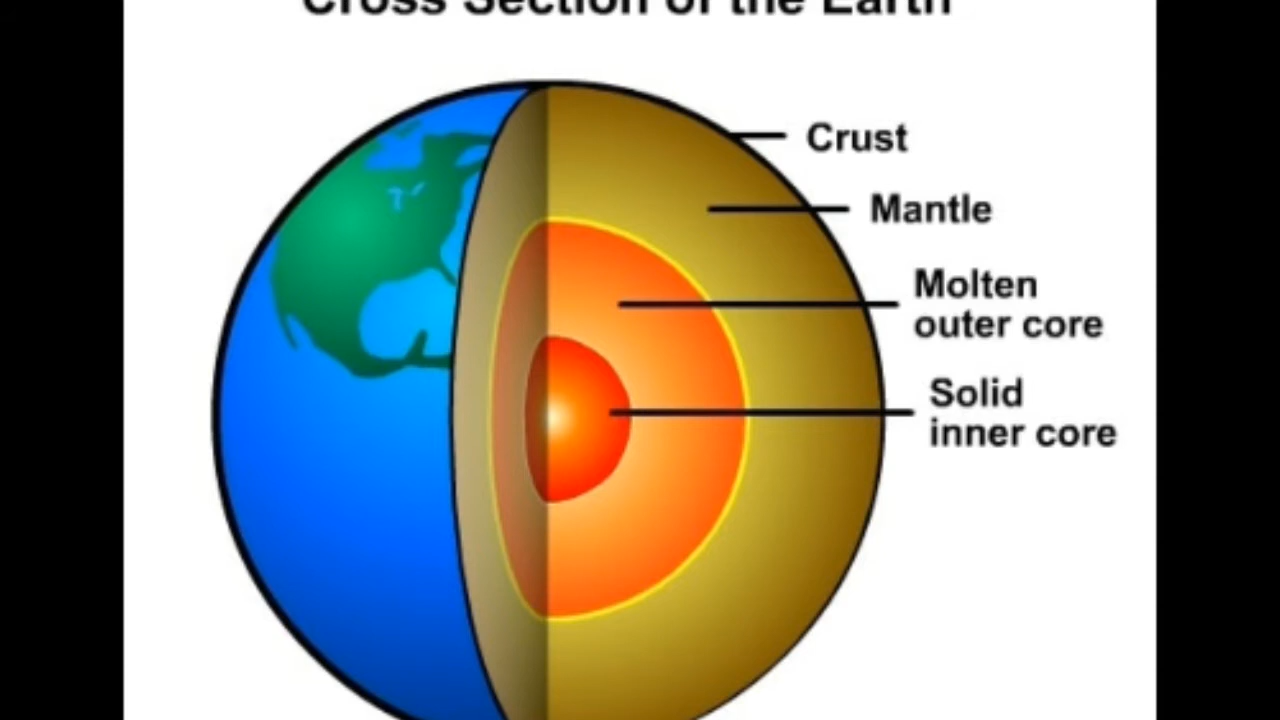 Cross Section of the Earth
Crust
Mantle
Molten
outer core
Solid
inner core